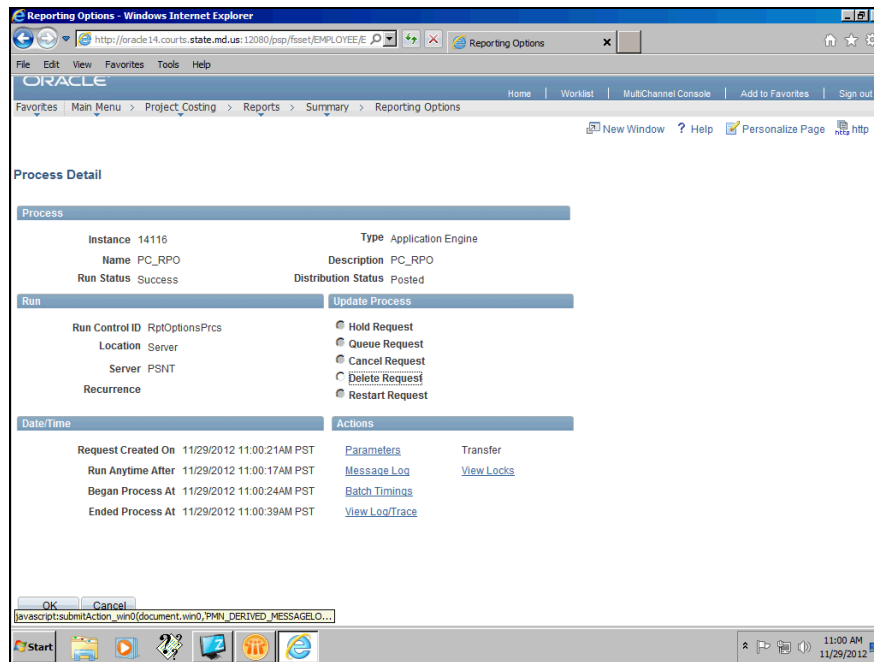 Reporting Options - Windows Internet Explorer
http://oracle14.courts.state.md.us:12080/psp/fsset/EMPLOYEE/E
Reporting Options
File Edit View Favorites Tools Help
ORACLE
Home | Worklist | MultiChannel Console | Add to Favorites | Sign out
Favorites Main Menu > Project Costing > Reports > Summary > Reporting Options
New Window ? Help Personalize Page http
Process Detail
Process
Instance 14116 Type Application Engine
Name PC_RPO Description PC_RPO
Run Status Success Distribution Status Posted
Run Update Process
Run Control ID RptOptionsPrcs
Location Server
Server PSNT
Recurrence
Hold Request
Queue Request
Cancel Request
Delete Request
Restart Request
Date/Time Actions
Request Created On 11/29/2012 11:00:21AM PST Parameters Transfer
Run Anytime After 11/29/2012 11:00:17AM PST Message Log View Locks
Began Process At 11/29/2012 11:00:24AM PST Batch Timings
Ended Process At 11/29/2012 11:00:39AM PST View Log/Trace
OK Cancel
javascript:submitAction_win0(document.win0,'PMN_DERIVED_MESSAGELO...
Start
11:00 AM
11/29/2012